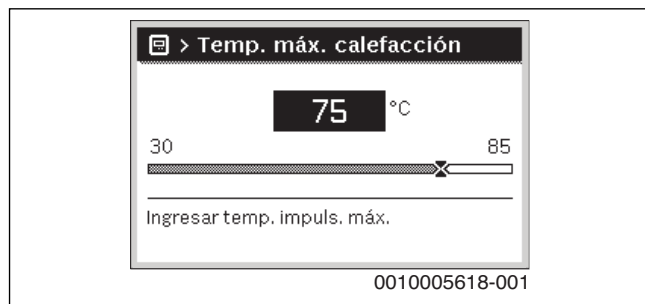 > Temp. máx. calefacción
75 °C
30 85
Ingresar temp. impuls. máx.
0010005618-001